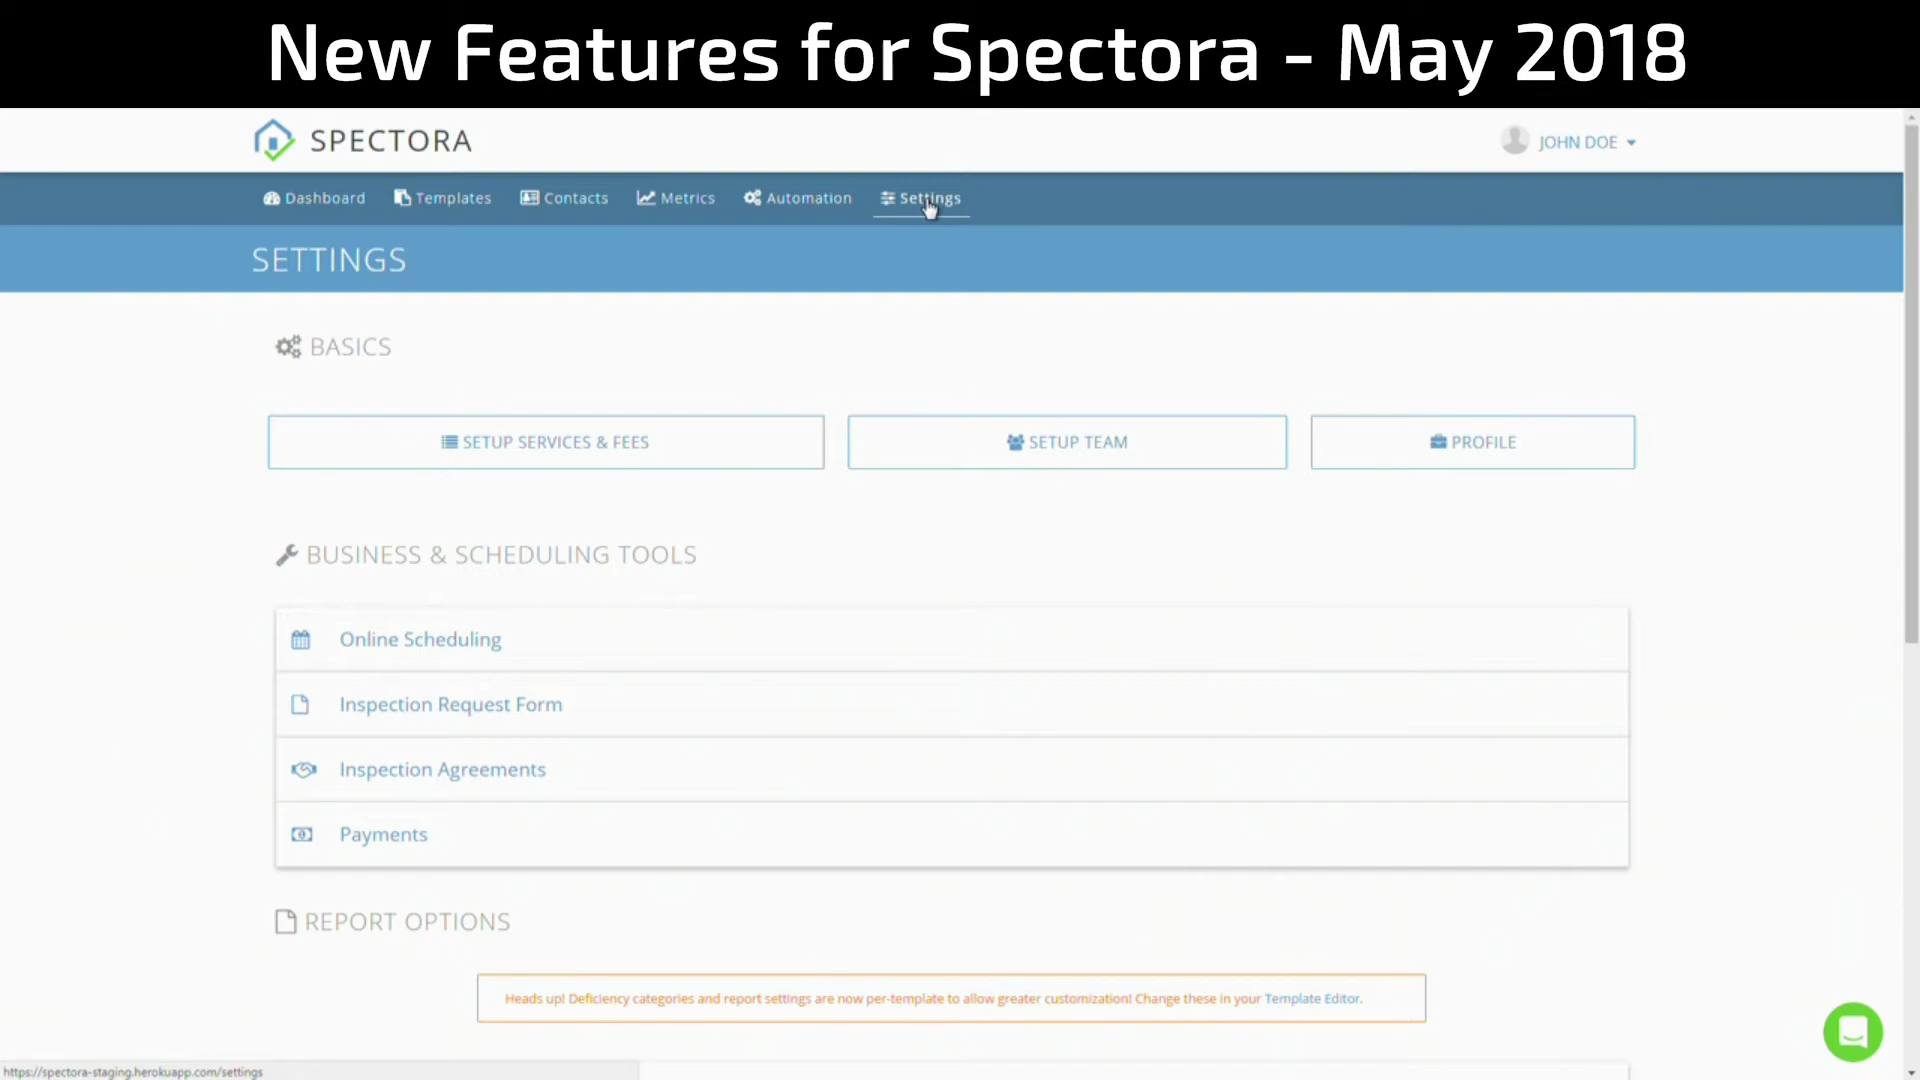 New Features for Spectora - May 2018
SPECTORA
JOHN DOE
Dashboard Templates Contacts Metrics Automation Settings
SETTINGS
BASICS
SETUP SERVICES & FEES SETUP TEAM PROFILE
BUSINESS & SCHEDULING TOOLS
Online Scheduling
Inspection Request Form
Inspection Agreements
Payments
REPORT OPTIONS
Heads up! Deficiency categories and report settings are now per-template to allow greater customization! Change these in your Template Editor.
https://spectora-staging.herokuapp.com/settings